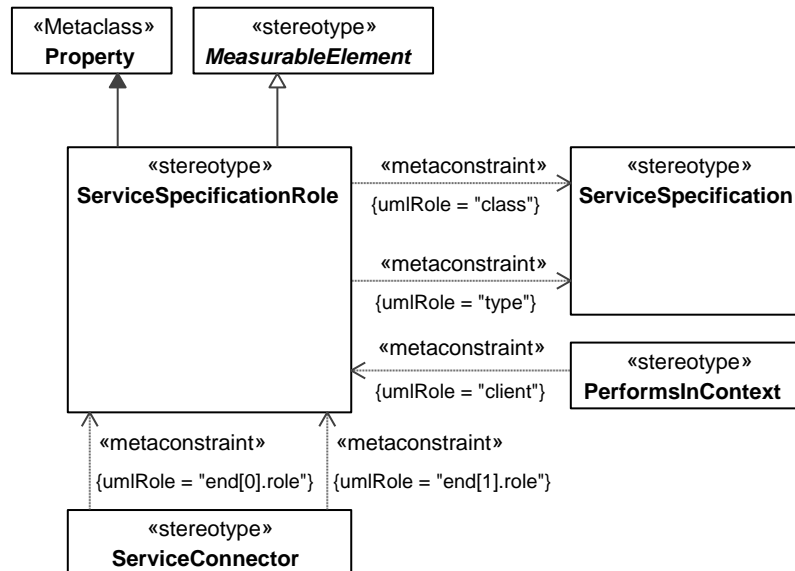 «Metaclass»
Property
«stereotype»
MeasurableElement
«stereotype»
ServiceSpecificationRole
«metaconstraint»
{umlRole = "class"}
«stereotype»
ServiceSpecification
«metaconstraint»
{umlRole = "type"}
«metaconstraint»
{umlRole = "client"}
«stereotype»
PerformsInContext
«metaconstraint»
{umlRole = "end[0].role"}
«metaconstraint»
{umlRole = "end[1].role"}
«stereotype»
ServiceConnector